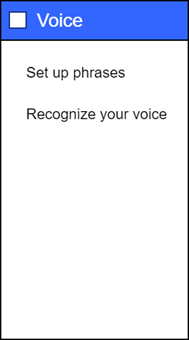 Voice
Set up phrases
Recognize your voice